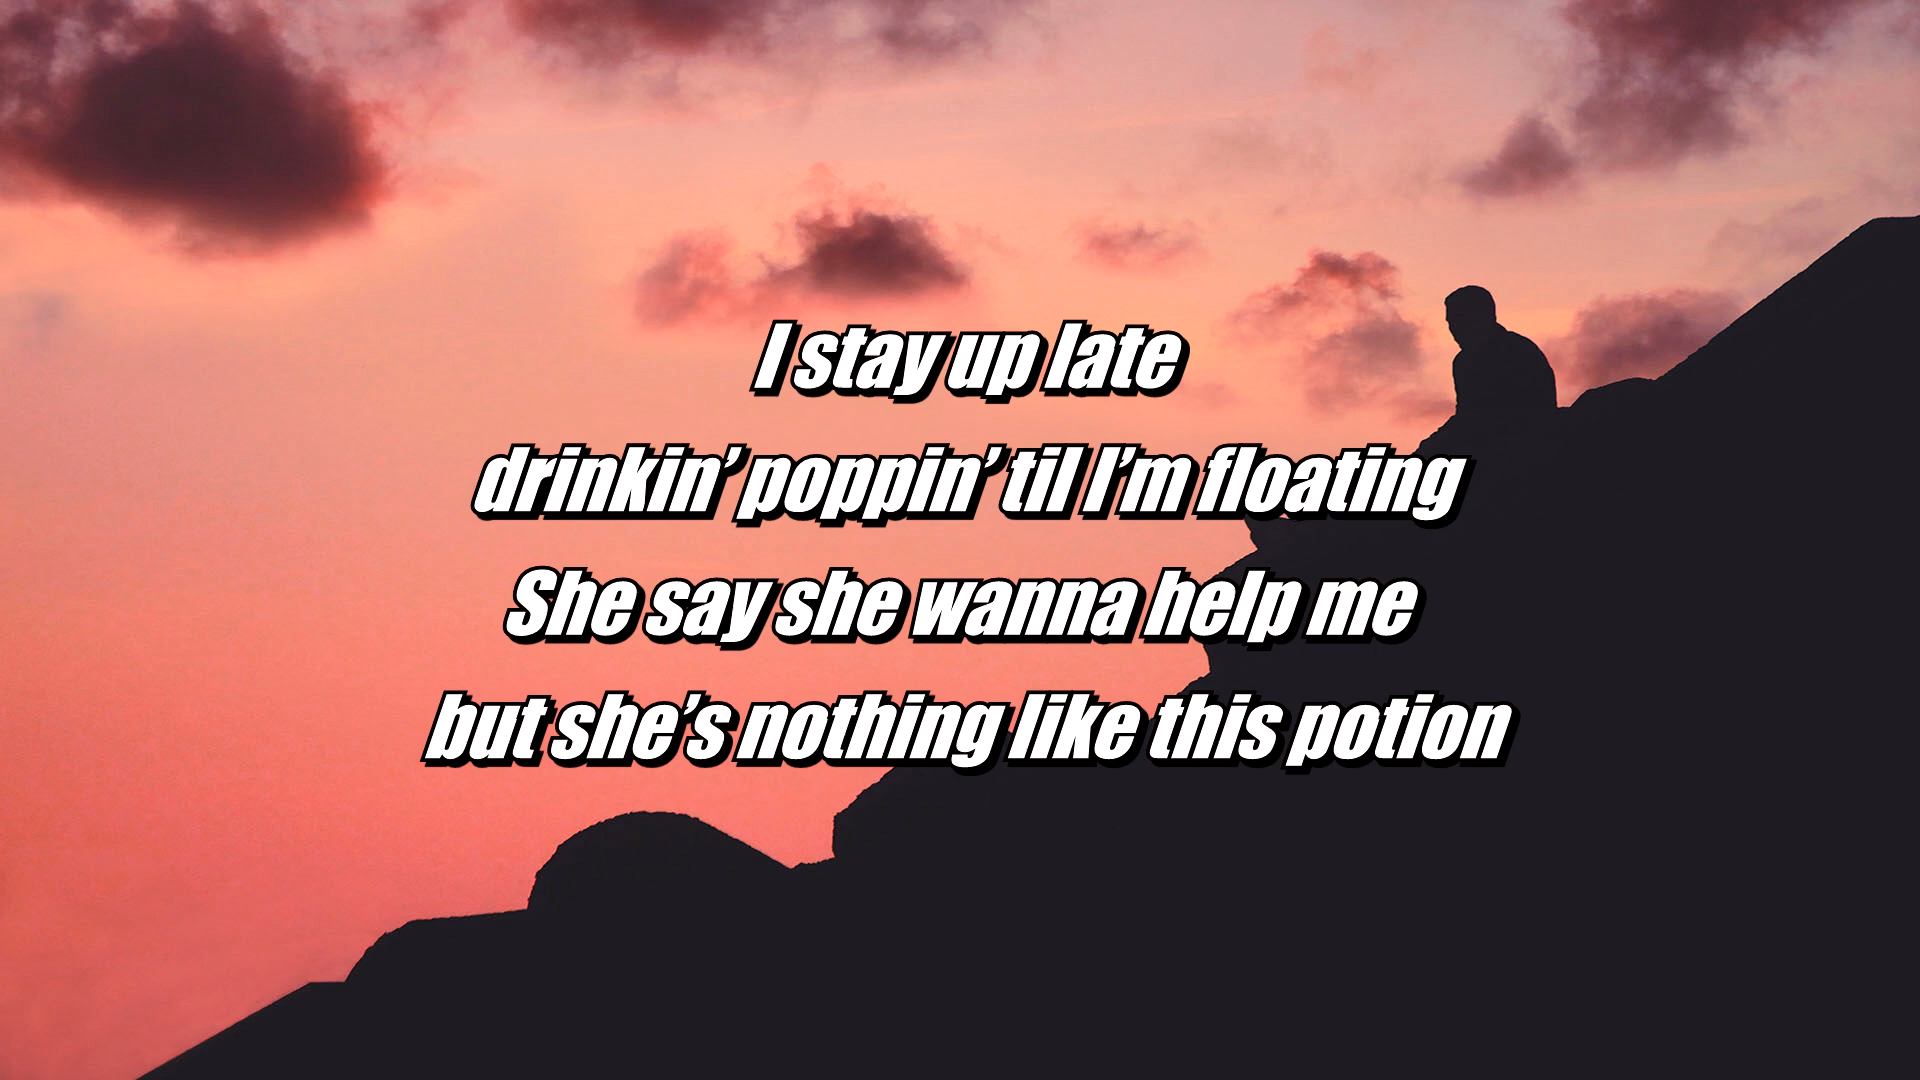 I stay up late
drinkin’ poppin’ til I’m floating
She say she wanna help me
but she’s nothing like this potion